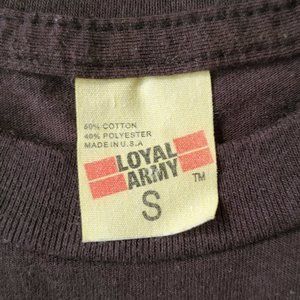 60% COTTON
40% POLYESTER
MADE IN U.S.A
LOYAL
ARMY
TM
S